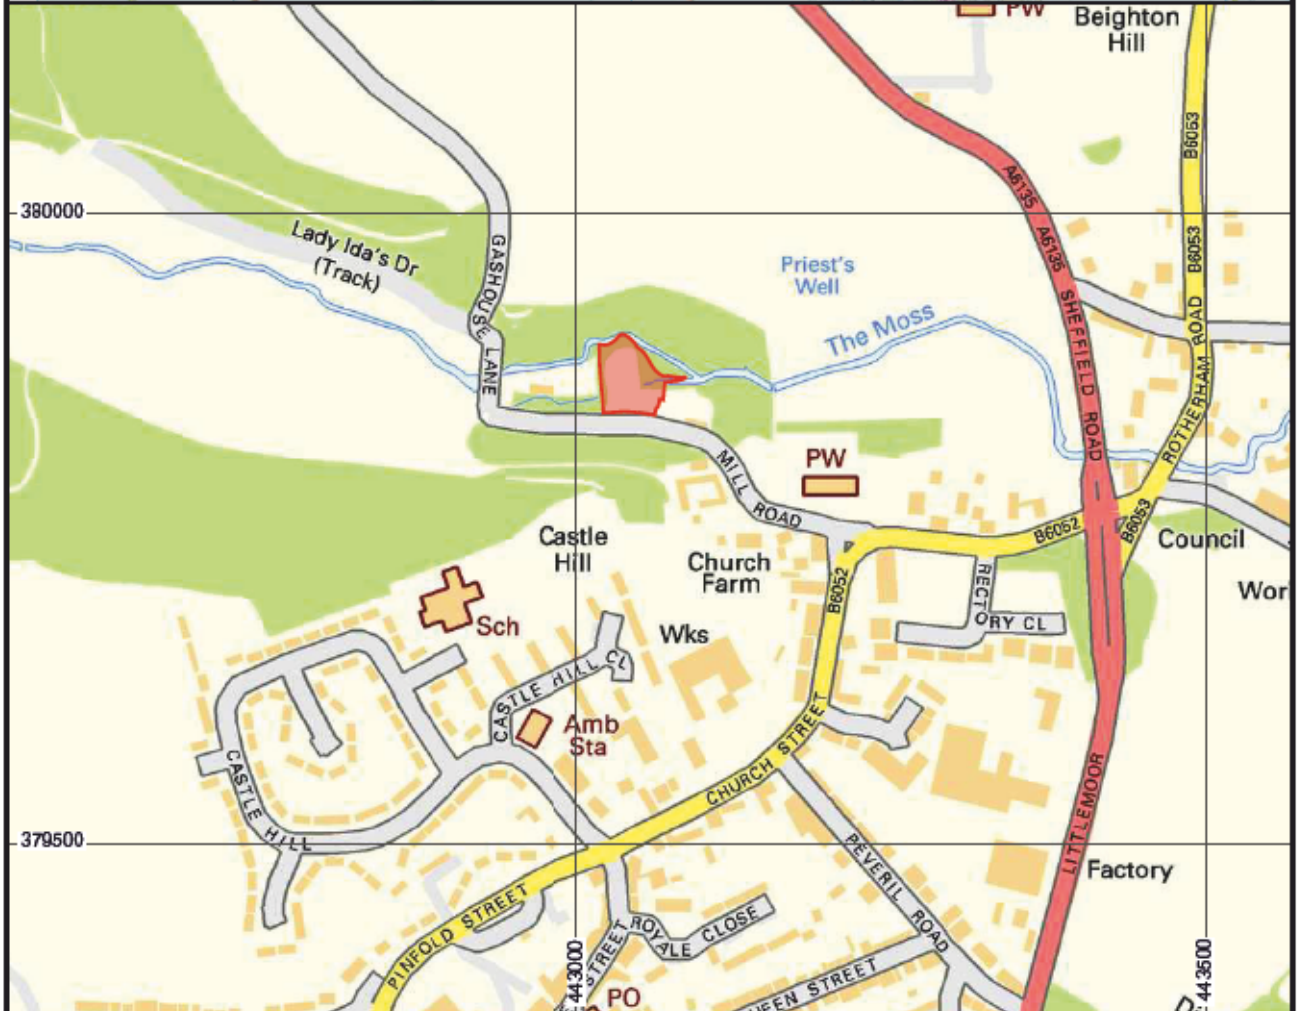 PW
Beighton
Hill
B6053
380000
Lady Ida's Dr
(Track)
GASHOUSE LANE
A6135
A6135
B6053
Priest's
Well
The Moss
SHEFFIELD ROAD
ROTHERHAM ROAD
PW
MILL ROAD
B6052
B6053
Council
Castle
Hill
Church
Farm
B6052
RECTORY CL
Sch
Wks
CASTLE HILL CL
Amb
Sta
CASTLE HILL
CHURCH STREET
379500
LITTLEMOOR
Factory
PEVERIL ROAD
PINFOLD STREET
ROYALE CLOSE
STREET
443000
443500
PO
STREET